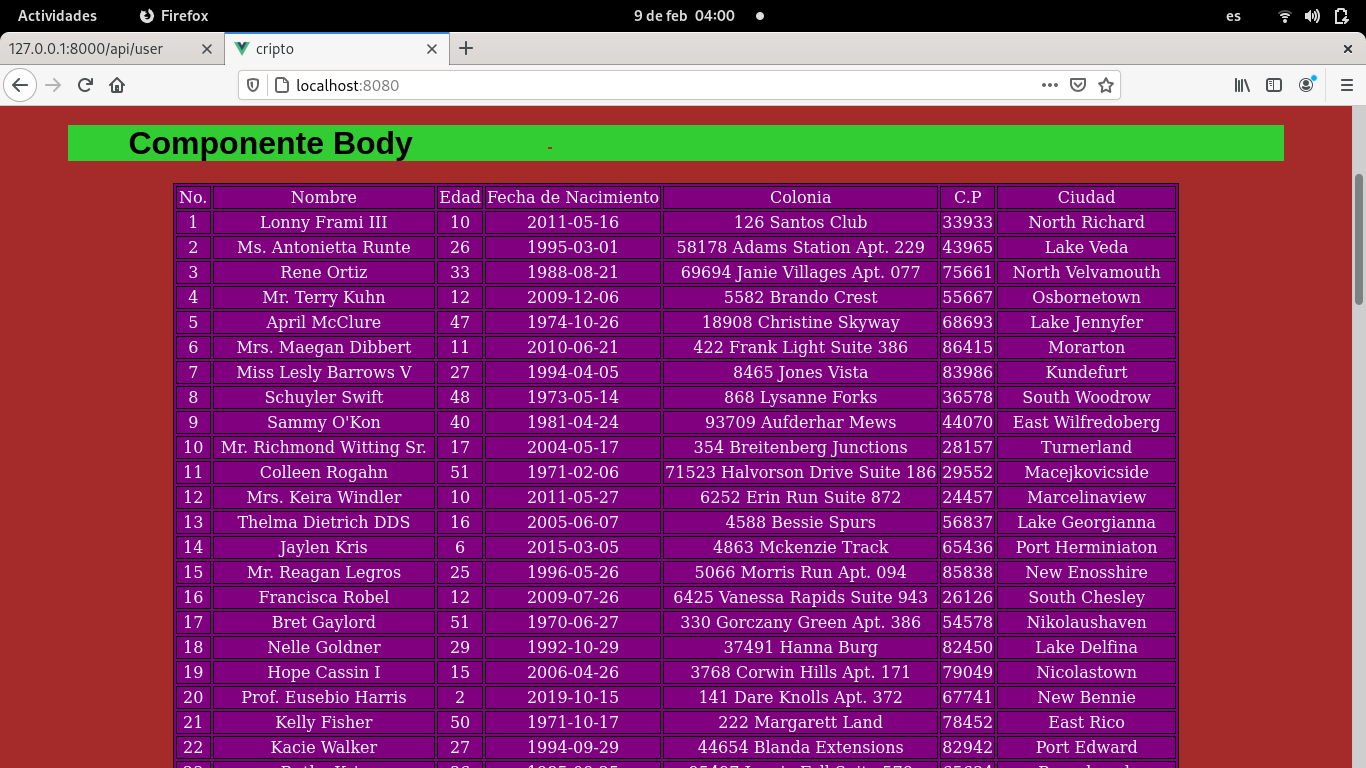 Actividades Firefox 9 de feb 04:00 es
127.0.0.1:8000/api/user cripto
localhost:8080
Componente Body -
No. Nombre Edad Fecha de Nacimiento Colonia C.P Ciudad
1 Lonny Frami III 10 2011-05-16 126 Santos Club 33933 North Richard
2 Ms. Antonietta Runte 26 1995-03-01 58178 Adams Station Apt. 229 43965 Lake Veda
3 Rene Ortiz 33 1988-08-21 69694 Janie Villages Apt. 077 75661 North Velvamouth
4 Mr. Terry Kuhn 12 2009-12-06 5582 Brando Crest 55667 Osbornetown
5 April McClure 47 1974-10-26 18908 Christine Skyway 68693 Lake Jennyfer
6 Mrs. Maegan Dibbert 11 2010-06-21 422 Frank Light Suite 386 86415 Morarton
7 Miss Lesly Barrows V 27 1994-04-05 8465 Jones Vista 83986 Kundefurt
8 Schuyler Swift 48 1973-05-14 868 Lysanne Forks 36578 South Woodrow
9 Sammy O'Kon 40 1981-04-24 93709 Aufderhar Mews 44070 East Wilfredoberg
10 Mr. Richmond Witting Sr. 17 2004-05-17 354 Breitenberg Junctions 28157 Turnerland
11 Colleen Rogahn 51 1971-02-06 71523 Halvorson Drive Suite 186 29552 Macejkovicside
12 Mrs. Keira Windler 10 2011-05-27 6252 Erin Run Suite 872 24457 Marcelinaview
13 Thelma Dietrich DDS 16 2005-06-07 4588 Bessie Spurs 56837 Lake Georgianna
14 Jaylen Kris 6 2015-03-05 4863 Mckenzie Track 65436 Port Herminiaton
15 Mr. Reagan Legros 25 1996-05-26 5066 Morris Run Apt. 094 85838 New Enosshire
16 Francisca Robel 12 2009-07-26 6425 Vanessa Rapids Suite 943 26126 South Chesley
17 Bret Gaylord 51 1970-06-27 330 Gorczany Green Apt. 386 54578 Nikolaushaven
18 Nelle Goldner 29 1992-10-29 37491 Hanna Burg 82450 Lake Delfina
19 Hope Cassin I 15 2006-04-26 3768 Corwin Hills Apt. 171 79049 Nicolastown
20 Prof. Eusebio Harris 2 2019-10-15 141 Dare Knolls Apt. 372 67741 New Bennie
21 Kelly Fisher 50 1971-10-17 222 Margarett Land 78452 East Rico
22 Kacie Walker 27 1994-09-29 44654 Blanda Extensions 82942 Port Edward